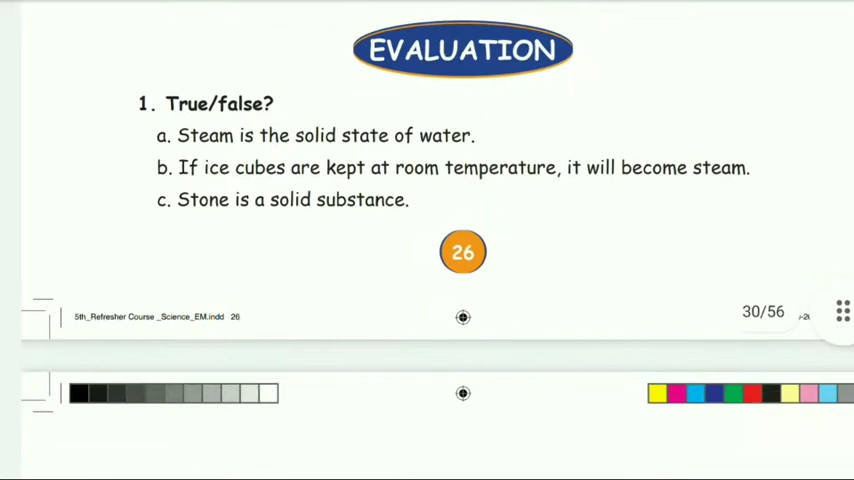 EVALUATION
1. True/false?
a. Steam is the solid state of water.
b. If ice cubes are kept at room temperature, it will become steam.
c. Stone is a solid substance.
26
5th_Refresher Course _Science_EM.indd 26
30/56